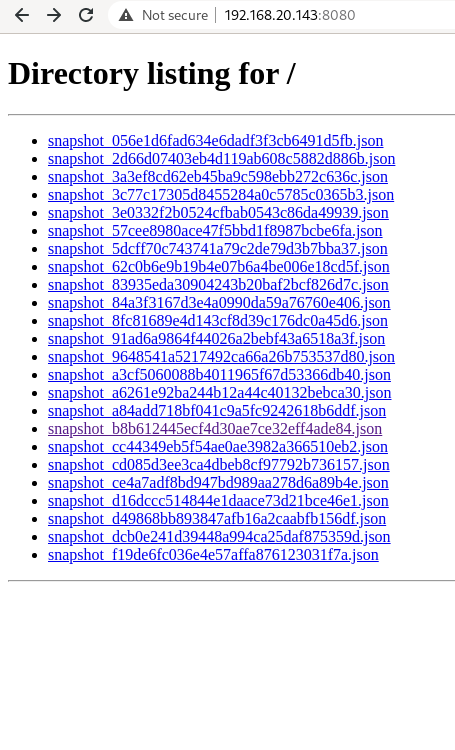 Not secure 192.168.20.143:8080
Directory listing for /
snapshot_056e1d6fad634e6dadf3f3cb6491d5fb.json
snapshot_2d66d07403eb4d119ab608c5882d886b.json
snapshot_3a3ef8cd62eb45ba9c598ebb272c636c.json
snapshot_3c77c17305d8455284a0c5785c0365b3.json
snapshot_3e0332f2b0524cfbab0543c86da49939.json
snapshot_57cee8980ace47f5bbd1f8987bcbe6fa.json
snapshot_5dcff70c743741a79c2de79d3b7bba37.json
snapshot_62c0b6e9b19b4e07b6a4be006e18cd5f.json
snapshot_83935eda30904243b20baf2bcf826d7c.json
snapshot_84a3f3167d3e4a0990da59a76760e406.json
snapshot_8fc81689e4d143cf8d39c176dc0a45d6.json
snapshot_91ad6a9864f44026a2bebf43a6518a3f.json
snapshot_9648541a5217492ca66a26b753537d80.json
snapshot_a3cf5060088b4011965f67d53366db40.json
snapshot_a6261e92ba244b12a44c40132bebca30.json
snapshot_a84add718bf041c9a5fc9242618b6ddf.json
snapshot_b8b612445ecf4d30ae7ce32eff4ade84.json
snapshot_cc44349eb5f54ae0ae3982a366510eb2.json
snapshot_cd085d3ee3ca4dbeb8cf97792b736157.json
snapshot_ce4a7adf8bd947bd989aa278d6a89b4e.json
snapshot_d16dccc514844e1daace73d21bce46e1.json
snapshot_d49868bb893847afb16a2caabfb156df.json
snapshot_dcb0e241d39448a994ca25daf875359d.json
snapshot_f19de6fc036e4e57affa876123031f7a.json